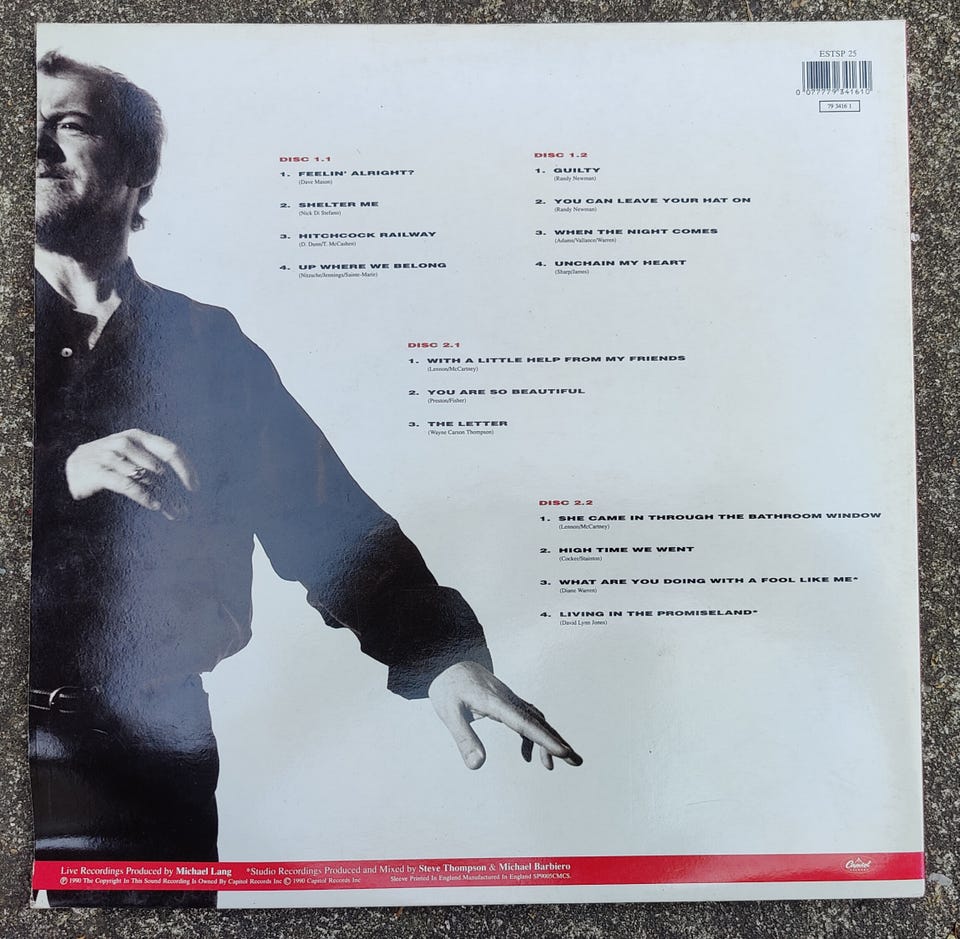 ESTSP 25
0 077779 341610
79 3416 1
DISC 1.1
1. FEELIN' ALRIGHT?
(Dave Mason)
2. SHELTER ME
(Nick Di Stefano)
3. HITCHCOCK RAILWAY
(D. Dunn/T. McCashen)
4. UP WHERE WE BELONG
(Nitzsche/Jennings/Sainte-Marie)
DISC 1.2
1. GUILTY
(Randy Newman)
2. YOU CAN LEAVE YOUR HAT ON
(Randy Newman)
3. WHEN THE NIGHT COMES
(Adams/Vallance/Warren)
4. UNCHAIN MY HEART
(Sharp/James)
DISC 2.1
1. WITH A LITTLE HELP FROM MY FRIENDS
(Lennon/McCartney)
2. YOU ARE SO BEAUTIFUL
(Preston/Fisher)
3. THE LETTER
(Wayne Carson Thompson)
DISC 2.2
1. SHE CAME IN THROUGH THE BATHROOM WINDOW
(Lennon/McCartney)
2. HIGH TIME WE WENT
(Cocker/Stainton)
3. WHAT ARE YOU DOING WITH A FOOL LIKE ME*
(Diane Warren)
4. LIVING IN THE PROMISELAND*
(David Lynn Jones)
Live Recordings Produced by Michael Lang *Studio Recordings Produced and Mixed by Steve Thompson & Michael Barbiero
℗ 1990 The Copyright In This Sound Recording Is Owned By Capitol Records Inc © 1990 Capitol Records Inc Sleeve Printed In England Manufactured In England SP9005CMCS.
Capitol